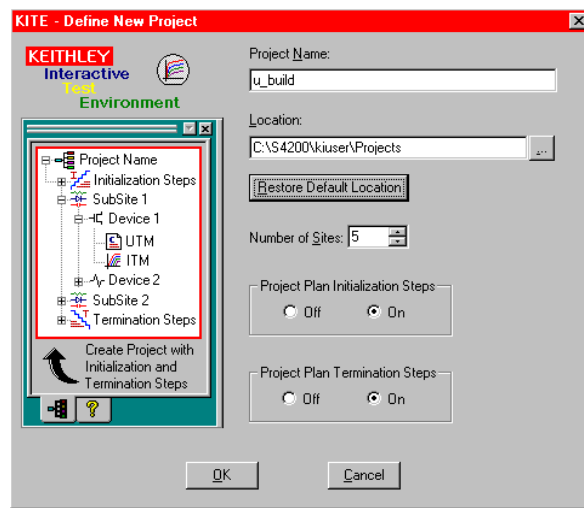 KITE - Define New Project
KEITHLEY
Interactive
Test
Environment
Project Name
Initialization Steps
SubSite 1
Device 1
UTM
ITM
Device 2
SubSite 2
Termination Steps
Create Project with
Initialization and
Termination Steps
Project Name:
u_build
Location:
C:\S4200\kiuser\Projects
...
Restore Default Location
Number of Sites: 5
Project Plan Initialization Steps
Off On
Project Plan Termination Steps
Off On
OK Cancel